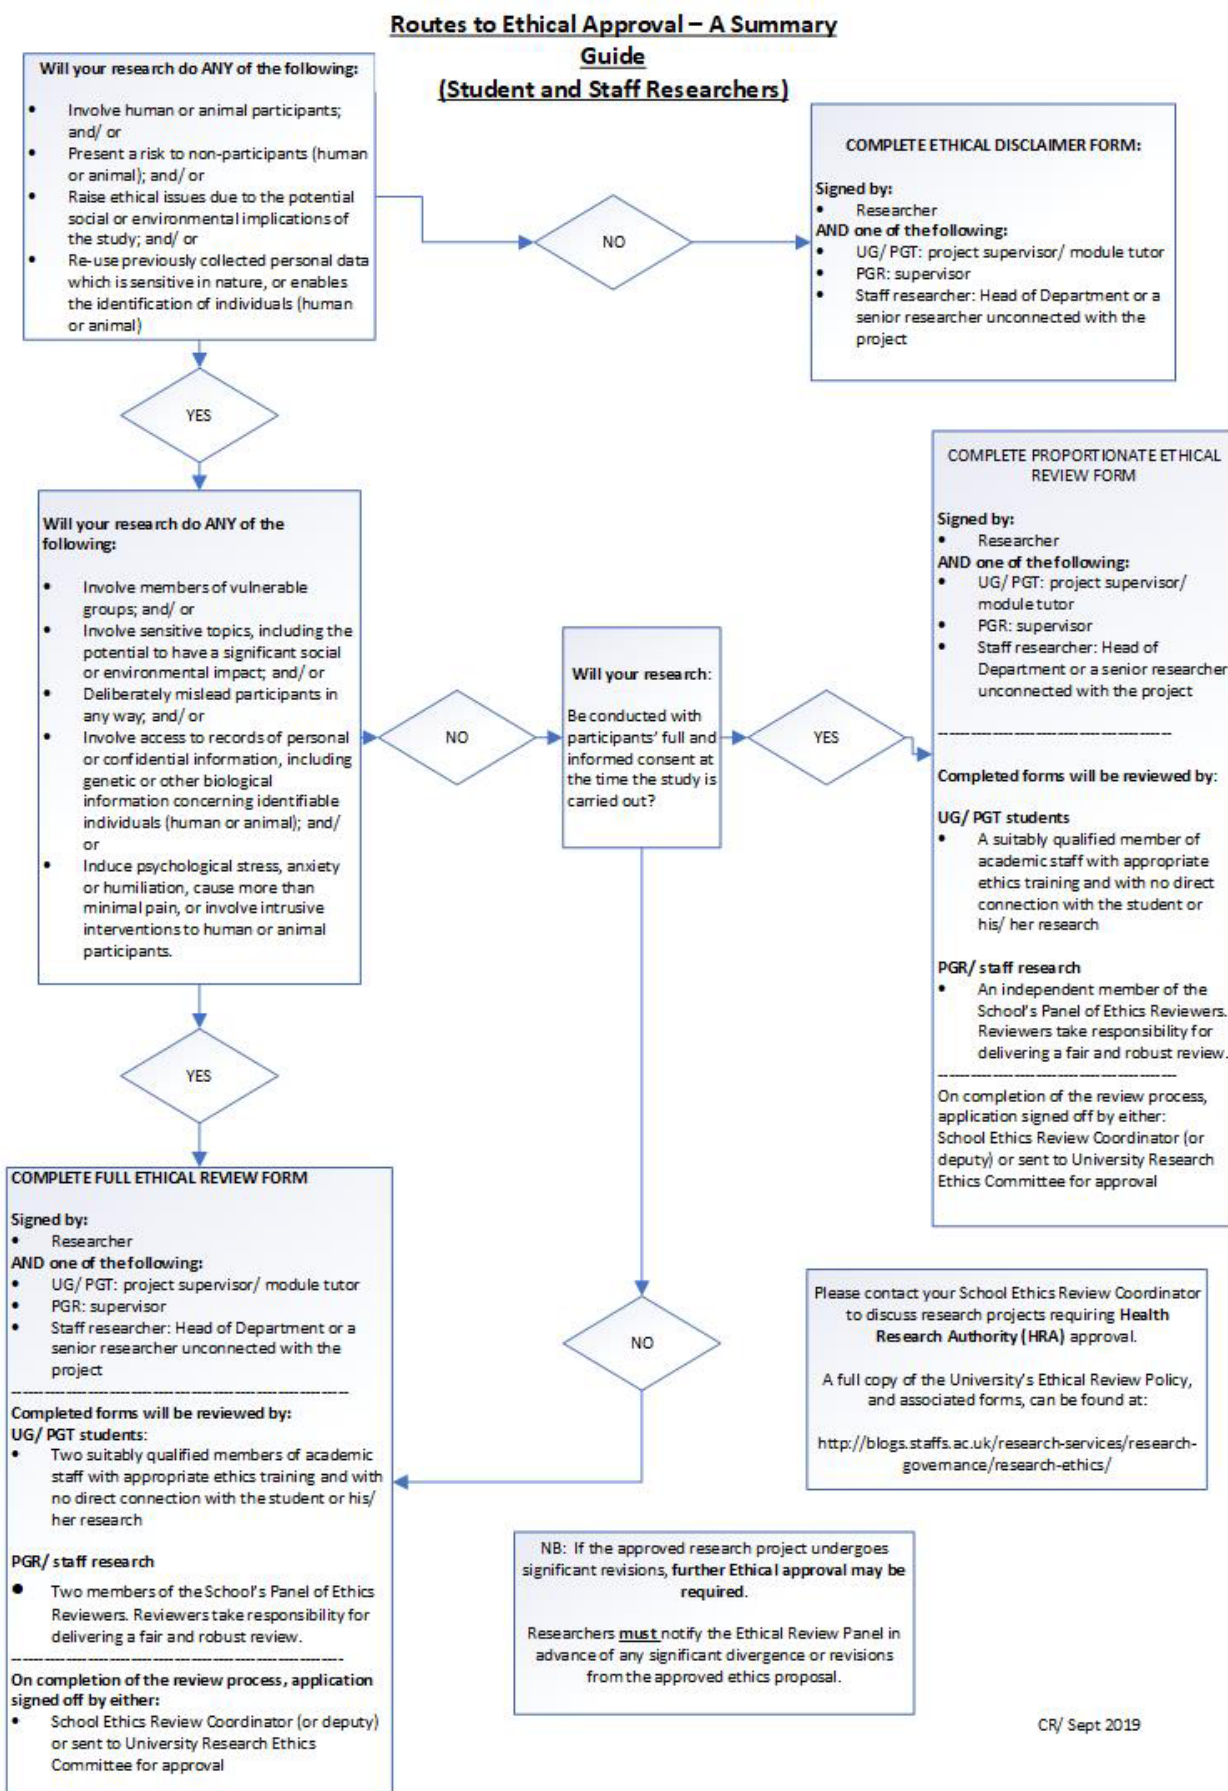 Routes to Ethical Approval – A Summary
Guide
(Student and Staff Researchers)
Will your research do ANY of the following:
• Involve human or animal participants;
and/ or
• Present a risk to non-participants (human
or animal); and/ or
• Raise ethical issues due to the potential
social or environmental implications of
the study; and/ or
• Re-use previously collected personal data
which is sensitive in nature, or enables
the identification of individuals (human
or animal)
NO
COMPLETE ETHICAL DISCLAIMER FORM:
Signed by:
• Researcher
AND one of the following:
• UG/ PGT: project supervisor/ module tutor
• PGR: supervisor
• Staff researcher: Head of Department or a
senior researcher unconnected with the
project
YES
Will your research do ANY of the
following:
• Involve members of vulnerable
groups; and/ or
• Involve sensitive topics, including the
potential to have a significant social
or environmental impact; and/ or
• Deliberately mislead participants in
any way; and/ or
• Involve access to records of personal
or confidential information, including
genetic or other biological
information concerning identifiable
individuals (human or animal); and/
or
• Induce psychological stress, anxiety
or humiliation, cause more than
minimal pain, or involve intrusive
interventions to human or animal
participants.
NO
Will your research:
Be conducted with
participants' full and
informed consent at
the time the study is
carried out?
YES
COMPLETE PROPORTIONATE ETHICAL
REVIEW FORM
Signed by:
• Researcher
AND one of the following:
• UG/ PGT: project supervisor/
module tutor
• PGR: supervisor
• Staff researcher: Head of
Department or a senior researcher
unconnected with the project
Completed forms will be reviewed by:
UG/ PGT students
• A suitably qualified member of
academic staff with appropriate
ethics training and with no direct
connection with the student or
his/ her research
PGR/ staff research
• An independent member of the
School's Panel of Ethics Reviewers.
Reviewers take responsibility for
delivering a fair and robust review.
On completion of the review process,
application signed off by either:
School Ethics Review Coordinator (or
deputy) or sent to University Research
Ethics Committee for approval
YES
COMPLETE FULL ETHICAL REVIEW FORM
Signed by:
• Researcher
AND one of the following:
• UG/ PGT: project supervisor/ module tutor
• PGR: supervisor
• Staff researcher: Head of Department or a
senior researcher unconnected with the
project
Completed forms will be reviewed by:
UG/ PGT students:
• Two suitably qualified members of academic
staff with appropriate ethics training and with
no direct connection with the student or his/
her research
PGR/ staff research
• Two members of the School's Panel of Ethics
Reviewers. Reviewers take responsibility for
delivering a fair and robust review.
On completion of the review process, application
signed off by either:
• School Ethics Review Coordinator (or deputy)
or sent to University Research Ethics
Committee for approval
NO
Please contact your School Ethics Review Coordinator
to discuss research projects requiring Health
Research Authority (HRA) approval.
A full copy of the University's Ethical Review Policy,
and associated forms, can be found at:
http://blogs.staffs.ac.uk/research-services/research-
governance/research-ethics/
NB: If the approved research project undergoes
significant revisions, further Ethical approval may be
required.
Researchers must notify the Ethical Review Panel in
advance of any significant divergence or revisions
from the approved ethics proposal.
CR/ Sept 2019